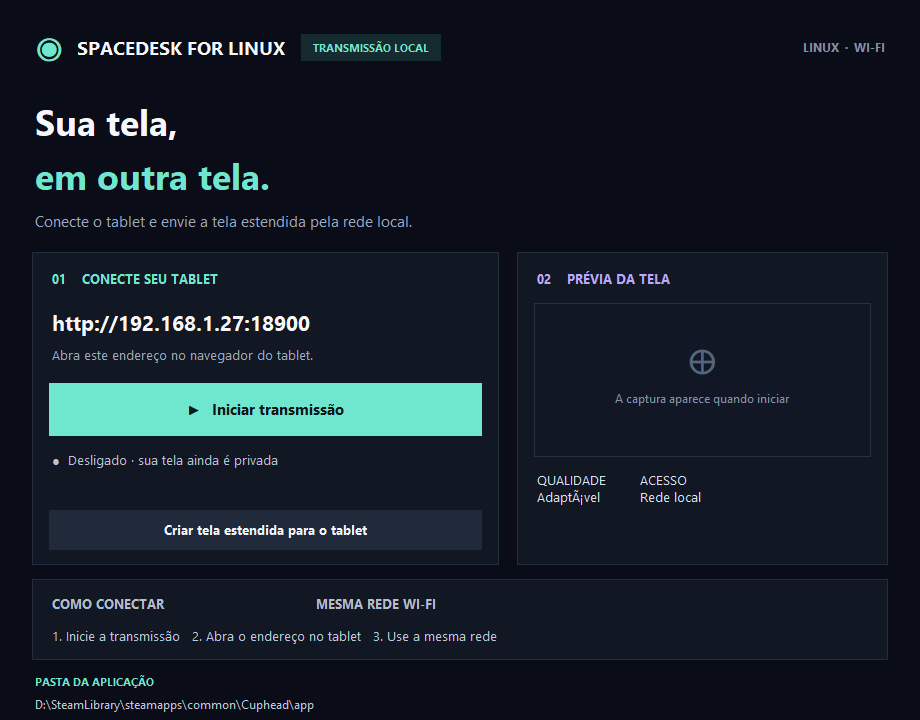 SPACEDESK FOR LINUX
TRANSMISSÃO LOCAL
LINUX · WI-FI
Sua tela,
em outra tela.
Conecte o tablet e envie a tela estendida pela rede local.
01 CONECTE SEU TABLET
http://192.168.1.27:18900
Abra este endereço no navegador do tablet.
► Iniciar transmissão
● Desligado · sua tela ainda é privada
Criar tela estendida para o tablet
02 PRÉVIA DA TELA
A captura aparece quando iniciar
QUALIDADE ACESSO
AdaptÃ¡vel Rede local
COMO CONECTAR MESMA REDE WI-FI
1. Inicie a transmissão 2. Abra o endereço no tablet 3. Use a mesma rede
PASTA DA APLICAÇÃO
D:\SteamLibrary\steamapps\common\Cuphead\app